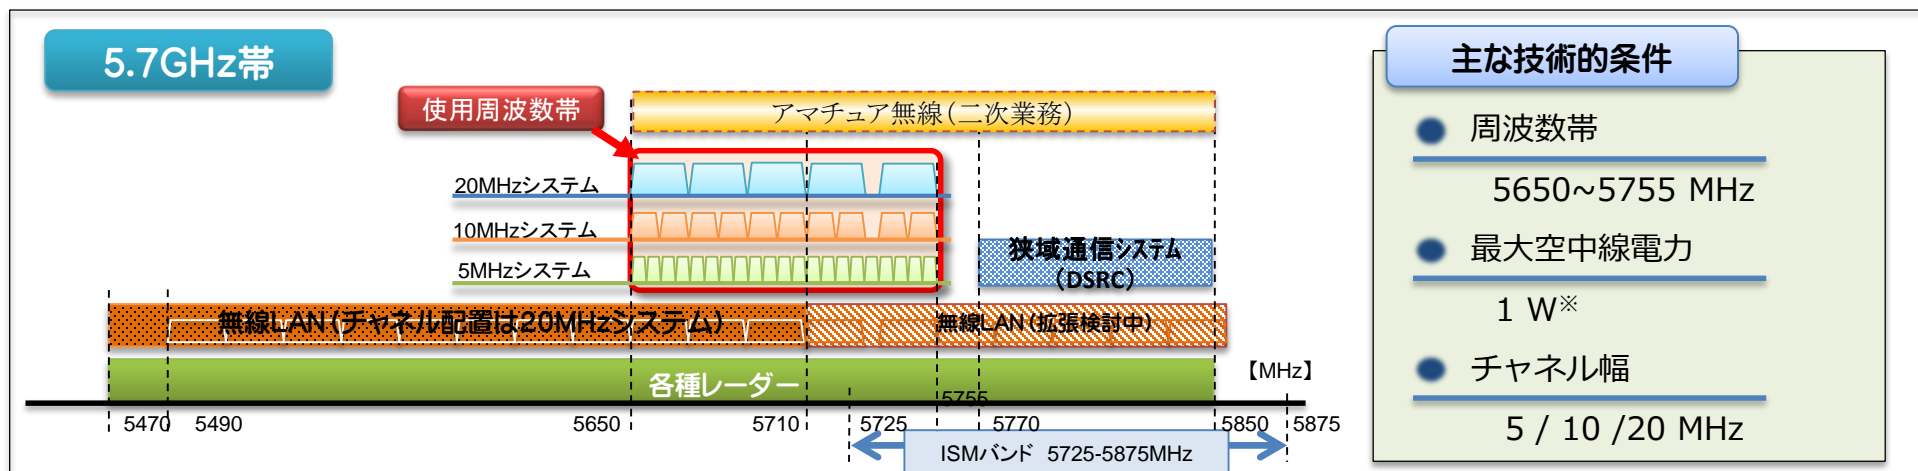 5.7GHz帯
使用周波数帯
アマチュア無線(二次業務)
20MHzシステム
10MHzシステム
5MHzシステム
狭域通信システム
(DSRC)
無線LAN(チャネル配置は20MHzシステム)
無線LAN(拡張検討中)
各種レーダー
【MHz】
5755
5470 5490 5650 5710 5725 5770 5850 5875
ISMバンド 5725-5875MHz
主な技術的条件
周波数帯
5650~5755 MHz
最大空中線電力
1 W※
チャネル幅
5 / 10 /20 MHz